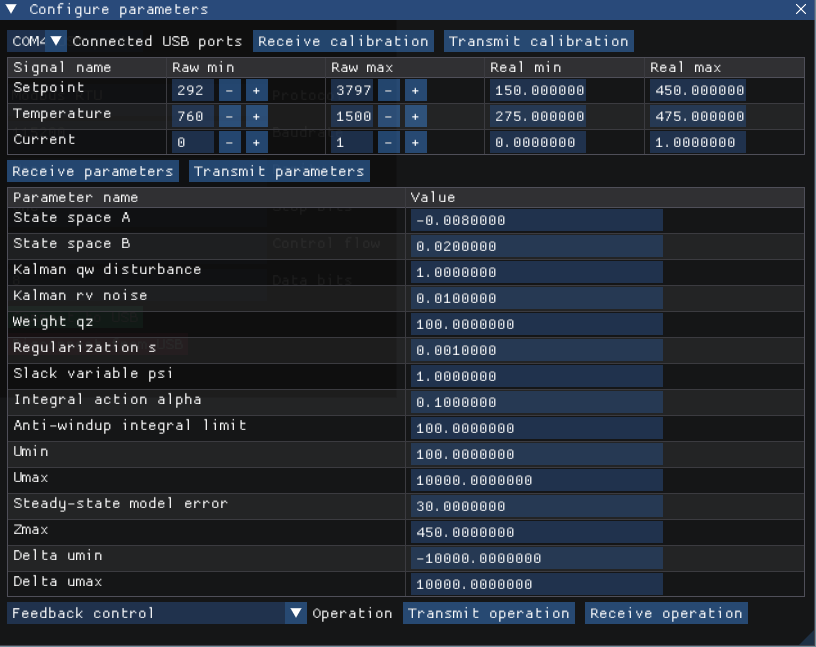 Configure parameters
COM4 Connected USB ports Receive calibration Transmit calibration
Signal name Raw min Raw max Real min Real max
Setpoint 292 - + 3797 - + 150.000000 450.000000
Temperature 760 - + 1500 - + 275.000000 475.000000
Current 0 - + 1 - + 0.0000000 1.0000000
Receive parameters Transmit parameters
Parameter name Value
State space A -0.0080000
State space B 0.0200000
Control flow
Kalman qw disturbance 1.0000000
Data bits
Kalman rv noise 0.0100000
Weight qz 100.0000000
Regularization s 0.0010000
Slack variable psi 1.0000000
Integral action alpha 0.1000000
Anti-windup integral limit 100.0000000
Umin 100.0000000
Umax 10000.0000000
Steady-state model error 30.0000000
Zmax 450.0000000
Delta umin -10000.0000000
Delta umax 10000.0000000
Feedback control Operation Transmit operation Receive operation